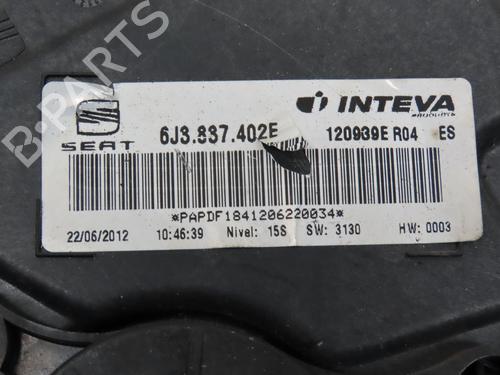 B-PARTS
SEAT
6J3.837.402E
INTEVA
PRODUCTS
120939E R04 ES
*PAPDF1841206220034*
22/06/2012 10:46:39 Nivel: 15S SW: 3130 HW: 0003